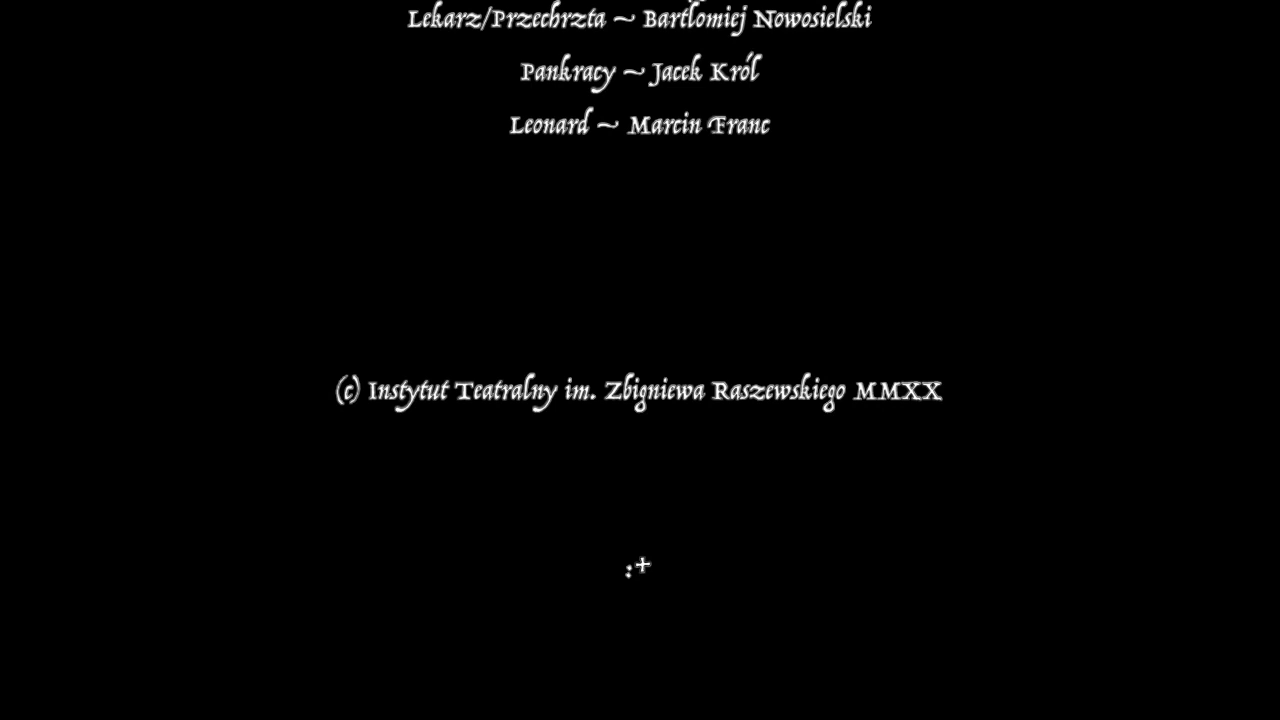 Lekarz/Przechrzta ~ Bartłomiej Nowosielski
Pankracy ~ Jacek Król
Leonard ~ Marcin Franc
(c) Instytut Teatralny im. Zbigniewa Raszewskiego MMXX
:+